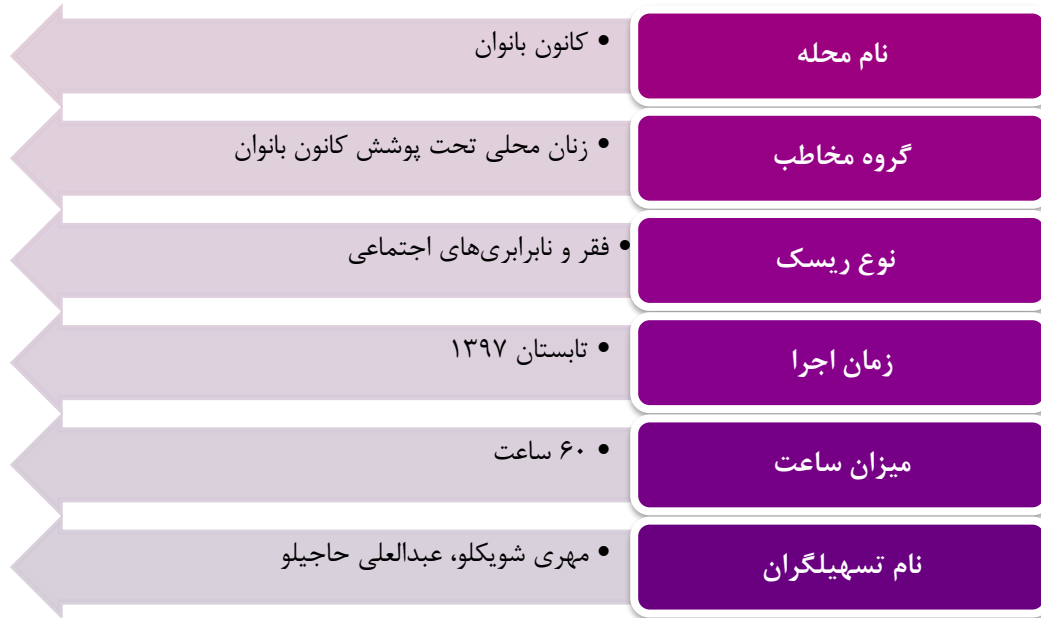 نام محله
• کانون بانوان
گروه مخاطب
• زنان محلی تحت پوشش کانون بانوان
نوع ریسک
• فقر و نابرابری‌های اجتماعی
زمان اجرا
• تابستان ۱۳۹۷
میزان ساعت
• ۶۰ ساعت
نام تسهیلگران
• مهری شویکلو، عبدالعلی حاجیلو